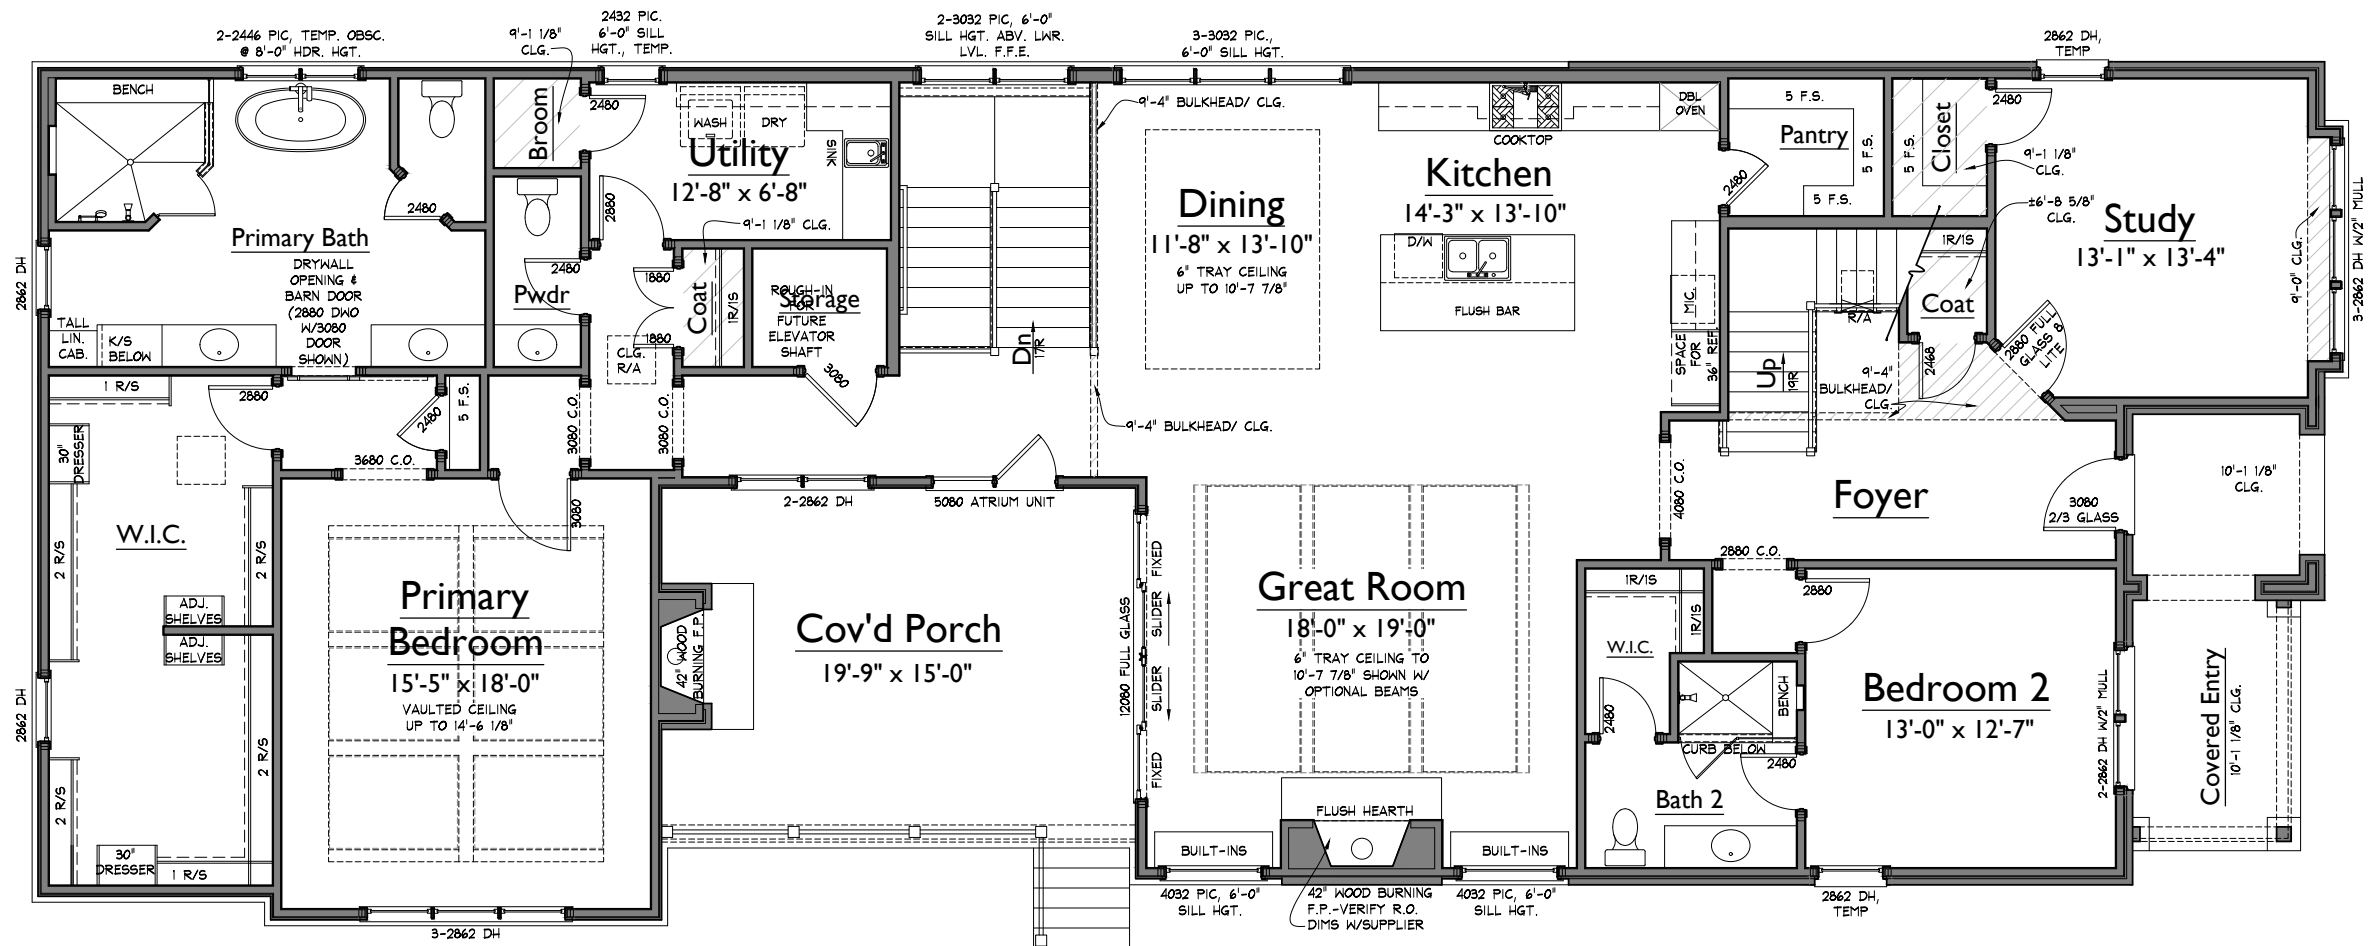 2-2446 PIC, TEMP. OBSC.
@ 8'-0" HDR. HGT.
9'-1 1/8"
CLG.
2432 PIC.
6'-0" SILL
HGT., TEMP.
2-3032 PIC, 6'-0"
SILL HGT. ABV. LWR.
LVL. F.F.E.
3-3032 PIC.,
6'-0" SILL HGT.
2862 DH,
TEMP
BENCH
2480
Primary Bath
DRYWALL
OPENING &
BARN DOOR
(2880 DWO
W/3080
DOOR
SHOWN)
2862 DH
TALL
LIN.
CAB.
K/S
BELOW
Broom
2480
WASH
DRY
SINK
Utility
12'-8" x 6'-8"
2880
9'-1 1/8" CLG.
2480
Pwdr
1880
1880
Coat
1R/1S
CLG.
R/A
Storage
ROUGH-IN
FOR
FUTURE
ELEVATOR
SHAFT
3080
Dn
17R
9'-4" BULKHEAD/ CLG.
9'-4" BULKHEAD/ CLG.
Dining
11'-8" x 13'-10"
6" TRAY CEILING
UP TO 10'-7 7/8"
COOKTOP
DBL
OVEN
Kitchen
14'-3" x 13'-10"
D/W
FLUSH BAR
MIC.
SPACE
FOR
36" REF.
5 F.S.
Pantry
5 F.S.
5 F.S.
2480
5 F.S.
Closet
2480
9'-1 1/8"
CLG.
±6'-8 5/8"
CLG.
Study
13'-1" x 13'-4"
9'-0" CLG.
3-2862 DH W/2" MULL
1R/1S
Coat
R/A
2468
2880 FULL
GLASS 8
LITE
Up
19R
9'-4"
BULKHEAD/
CLG.
1 R/S
2880
2480
5 F.S.
3680 C.O.
3080 C.O.
3080 C.O.
30"
DRESSER
W.I.C.
2 R/S
2 R/S
ADJ.
SHELVES
ADJ.
SHELVES
2862 DH
2 R/S
2 R/S
30"
DRESSER
1 R/S
3080
Primary
Bedroom
15'-5" x 18'-0"
VAULTED CEILING
UP TO 14'-6 1/8"
3-2862 DH
42" WOOD
BURNING F.P.
2-2862 DH
5080 ATRIUM UNIT
Cov'd Porch
19'-9" x 15'-0"
12080 FULL GLASS
FIXED
SLIDER
SLIDER
FIXED
Great Room
18'-0" x 19'-0"
6" TRAY CEILING TO
10'-7 7/8" SHOWN W/
OPTIONAL BEAMS
FLUSH HEARTH
BUILT-INS
BUILT-INS
4032 PIC, 6'-0"
SILL HGT.
42" WOOD BURNING
F.P.-VERIFY R.O.
DIMS W/SUPPLIER
4032 PIC, 6'-0"
SILL HGT.
4080 C.O.
Foyer
3080
2/3 GLASS
10'-1 1/8"
CLG.
2880 C.O.
1R/1S
1R/1S
W.I.C.
2880
2480
BENCH
CURB BELOW
2480
Bath 2
Bedroom 2
13'-0" x 12'-7"
2-2862 DH W/2" MULL
2862 DH,
TEMP
Covered Entry
10'-1 1/8" CLG.